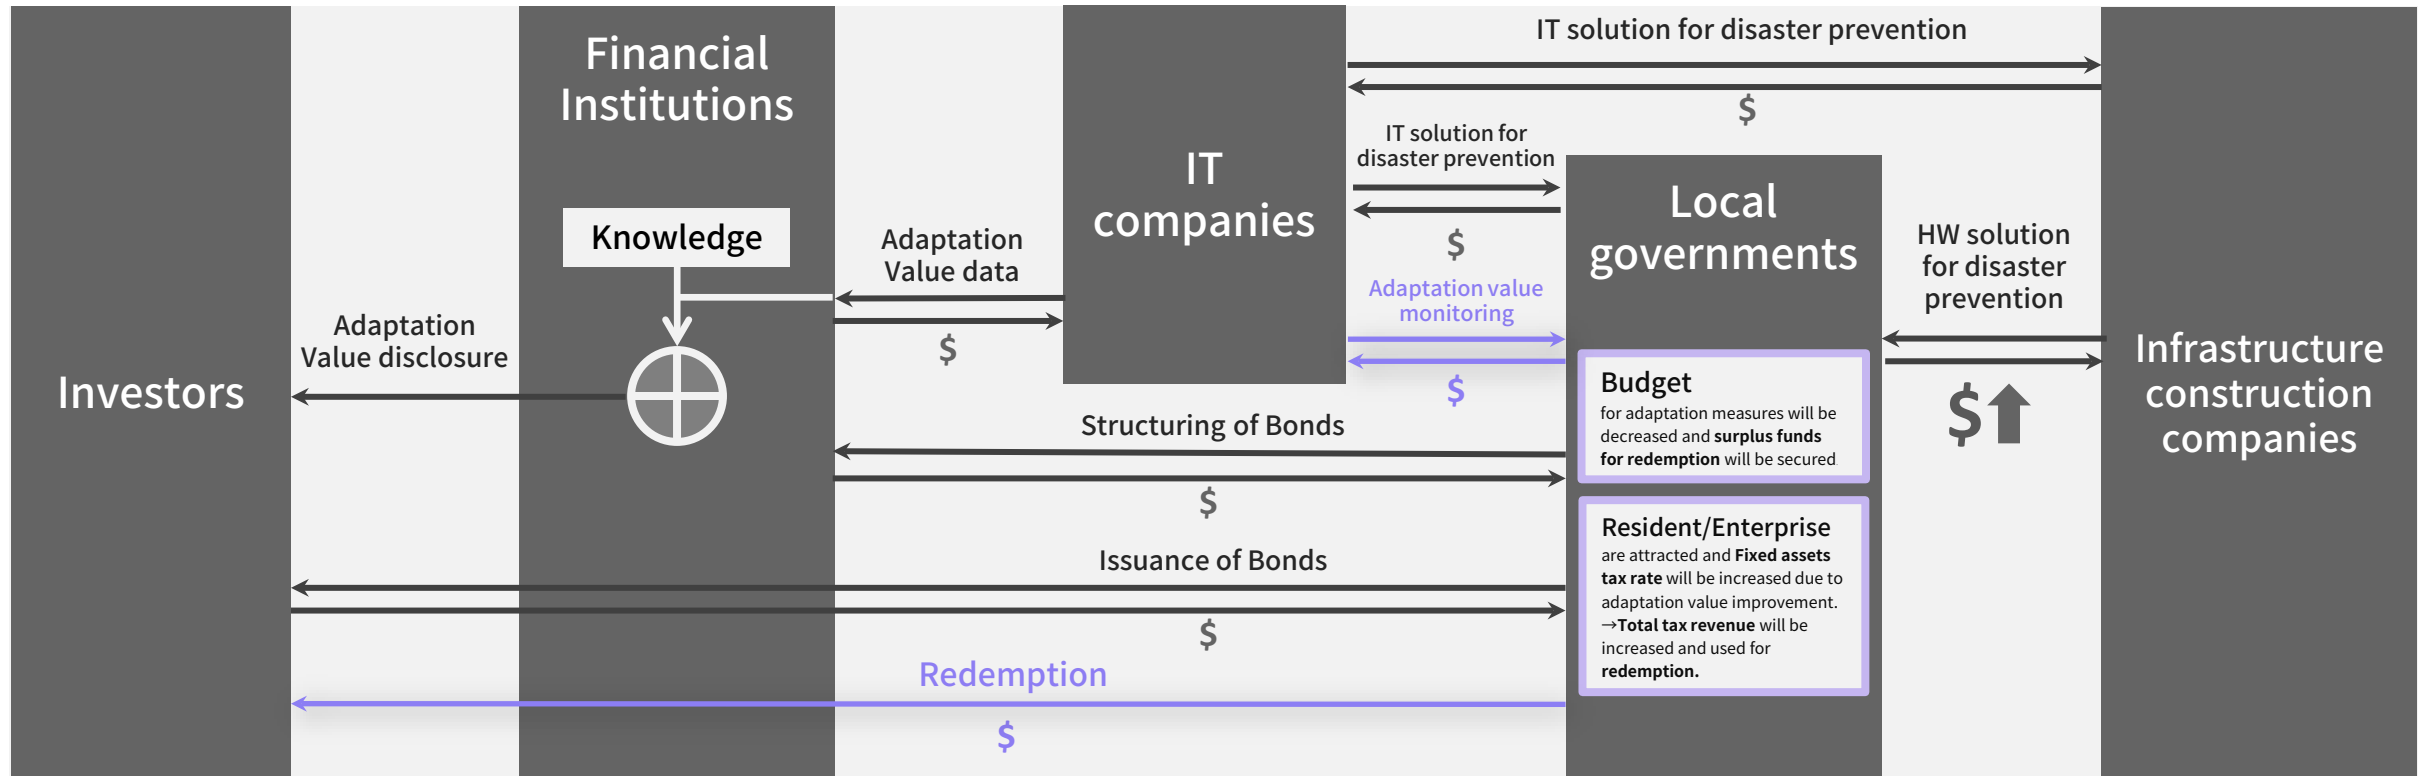 Investors
Adaptation
Value disclosure
Financial
Institutions
Knowledge
Adaptation
Value data
$
IT
companies
IT solution for disaster prevention
$
IT solution for
disaster prevention
$
Adaptation value
monitoring
$
Structuring of Bonds
$
Issuance of Bonds
$
Redemption
$
Local
governments
Budget
for adaptation measures will be
decreased and surplus funds
for redemption will be secured.
Resident/Enterprise
are attracted and Fixed assets
tax rate will be increased due to
adaptation value improvement.
→Total tax revenue will be
increased and used for
redemption.
HW solution
for disaster
prevention
$
Infrastructure
construction
companies